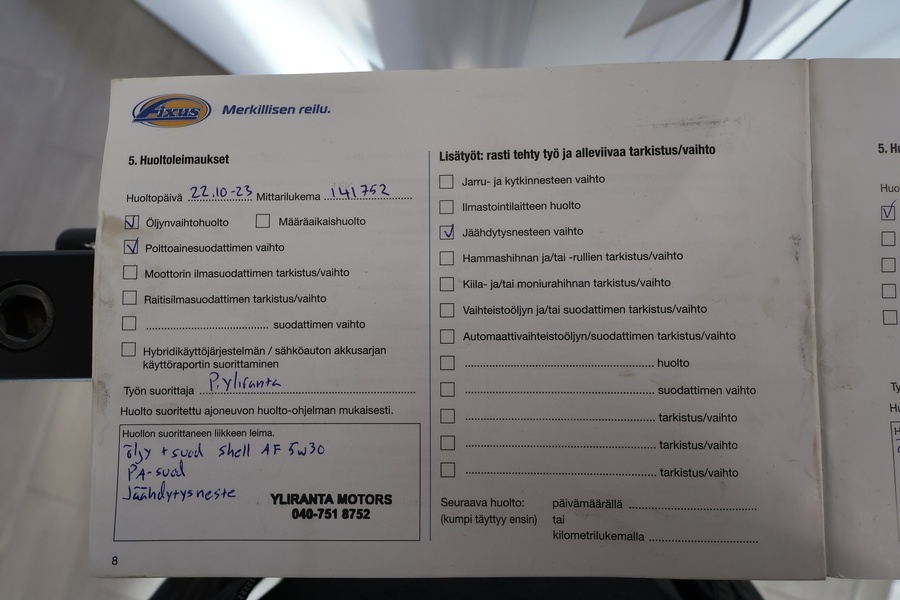 Fixus Merkillisen reilu.
5. Huoltoleimaukset
Huoltopäivä 22.10-23 Mittarilukema 141752
Öljynvaihtohuolto Määräaikaishuolto
Polttoainesuodattimen vaihto
Moottorin ilmasuodattimen tarkistus/vaihto
Raitisilmasuodattimen tarkistus/vaihto
............................................ suodattimen vaihto
Hybridikäyttöjärjestelmän / sähköauton akkusarjan
käyttöraportin suorittaminen
Työn suorittaja P.Yliranta
Huolto suoritettu ajoneuvon huolto-ohjelman mukaisesti.
Huollon suorittaneen liikkeen leima.
öljy + suod shell AF 5w30
PA-suod
Jäähdytysneste
YLIRANTA MOTORS
040-751 8752
8
Lisätyöt: rasti tehty työ ja alleviivaa tarkistus/vaihto
Jarru- ja kytkinnesteen vaihto
Ilmastointilaitteen huolto
Jäähdytysnesteen vaihto
Hammashihnan ja/tai -rullien tarkistus/vaihto
Kiila- ja/tai moniurahihnan tarkistus/vaihto
Vaihteistoöljyn ja/tai suodattimen tarkistus/vaihto
Automaattivaihteistoöljyn/suodattimen tarkistus/vaihto
............................................ huolto
............................................ suodattimen vaihto
............................................ tarkistus/vaihto
............................................ tarkistus/vaihto
............................................ tarkistus/vaihto
Seuraava huolto: päivämäärällä ............................
(kumpi täyttyy ensin) tai
kilometrilukemalla ............................
5. Hu
Huo
Ty
Hu
H